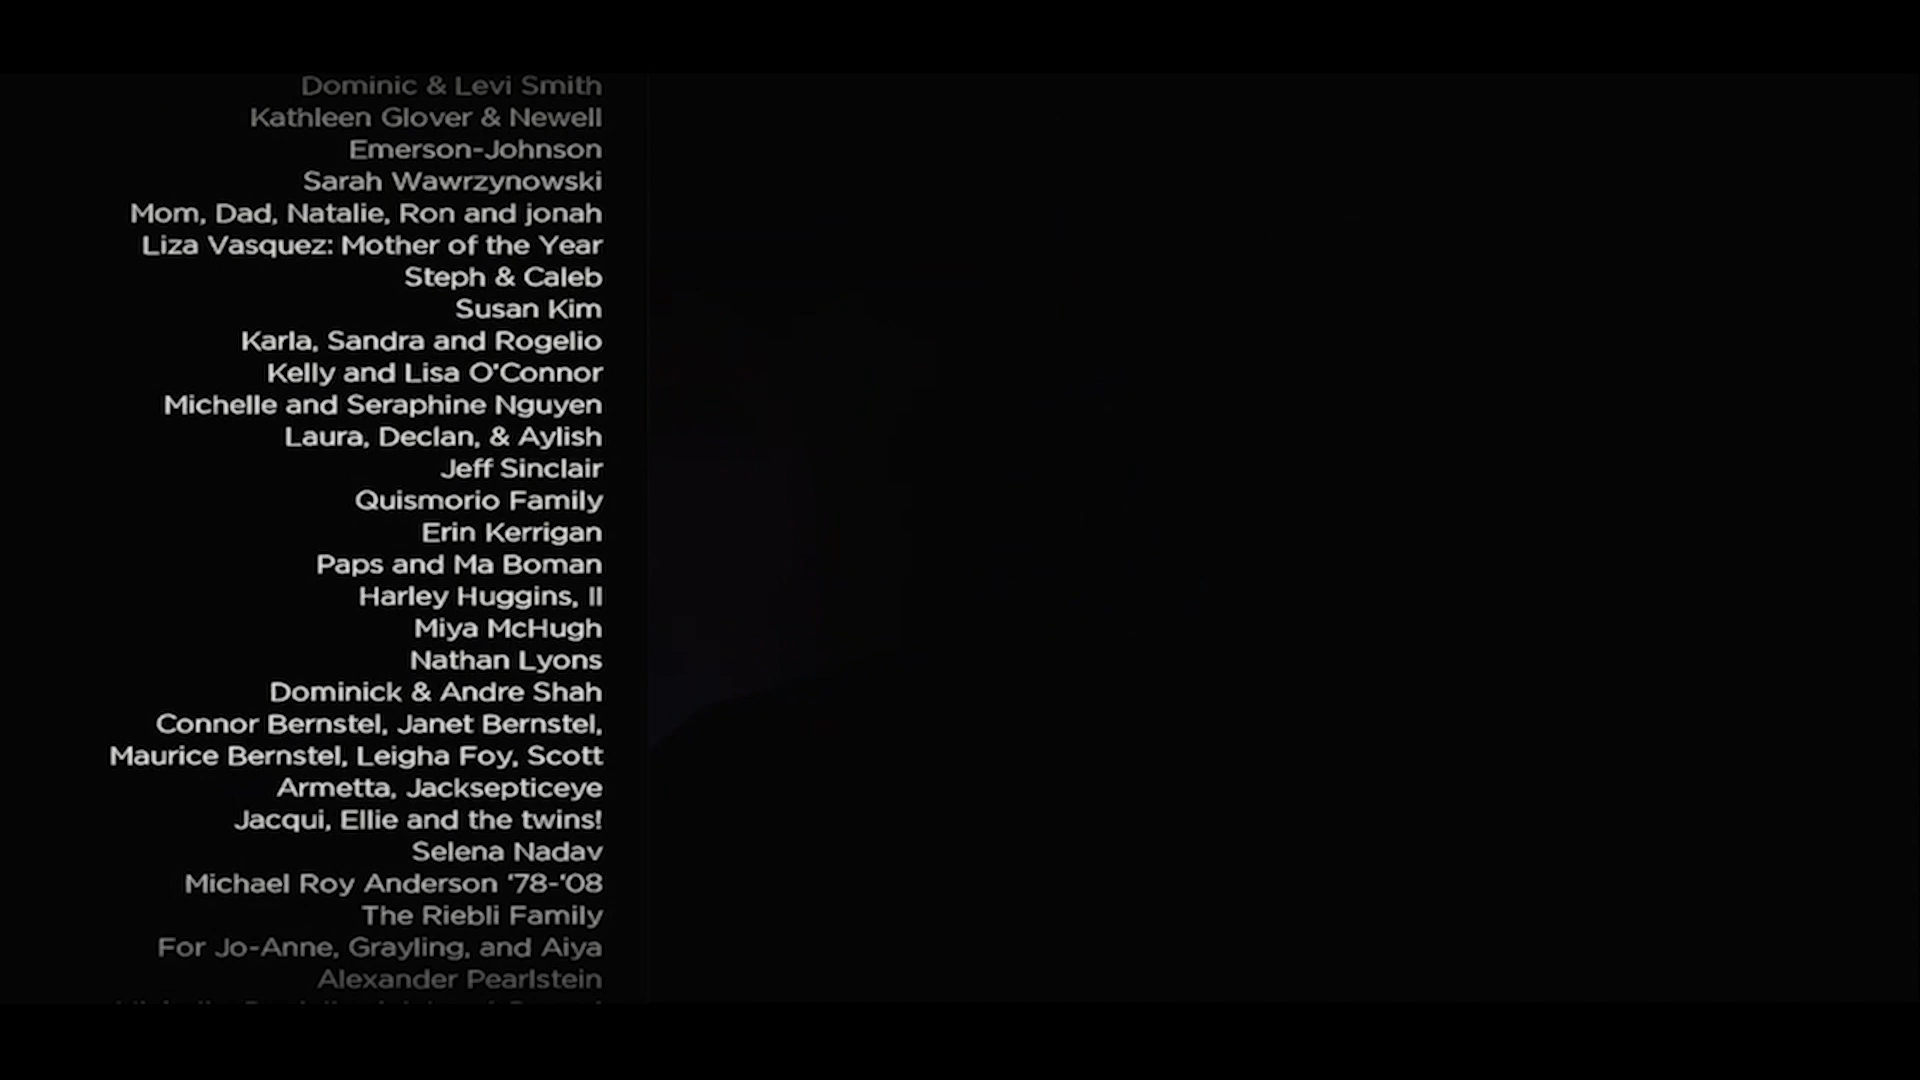 Dominic & Levi Smith
Kathleen Glover & Newell
Emerson-Johnson
Sarah Wawrzynowski
Mom, Dad, Natalie, Ron and jonah
Liza Vasquez: Mother of the Year
Steph & Caleb
Susan Kim
Karla, Sandra and Rogelio
Kelly and Lisa O'Connor
Michelle and Seraphine Nguyen
Laura, Declan, & Aylish
Jeff Sinclair
Quismorio Family
Erin Kerrigan
Paps and Ma Boman
Harley Huggins, II
Miya McHugh
Nathan Lyons
Dominick & Andre Shah
Connor Bernstel, Janet Bernstel,
Maurice Bernstel, Leigha Foy, Scott
Armetta, Jacksepticeye
Jacqui, Ellie and the twins!
Selena Nadav
Michael Roy Anderson '78-'08
The Riebli Family
For Jo-Anne, Grayling, and Aiya
Alexander Pearlstein